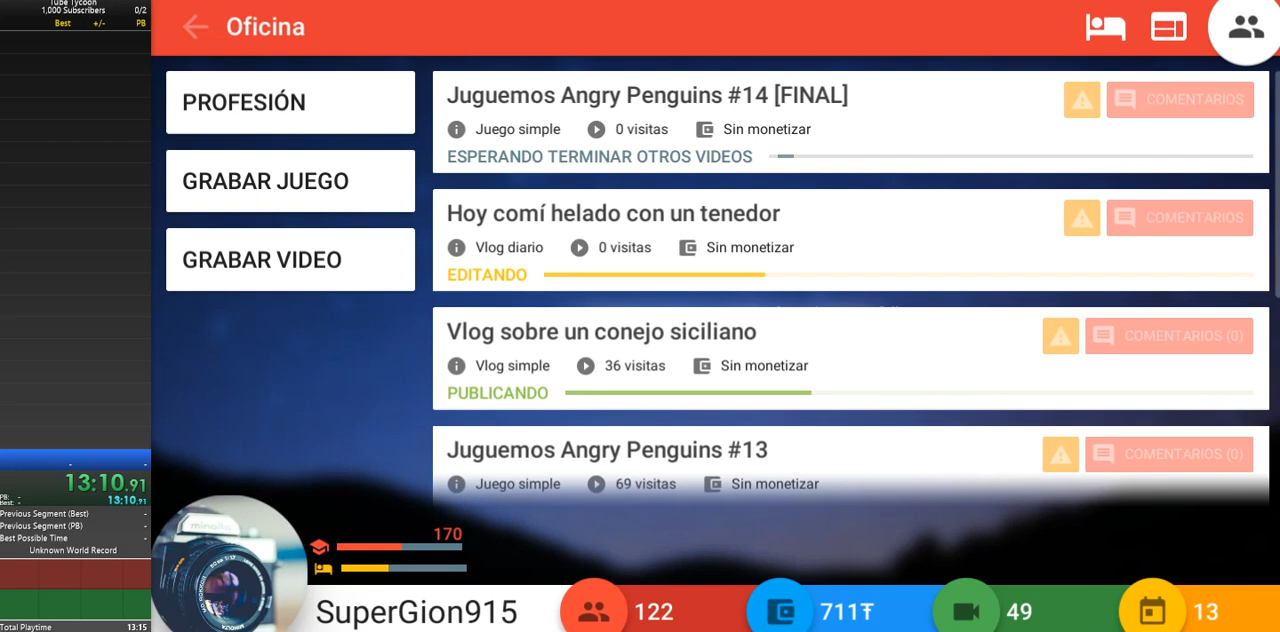 Tube Tycoon
1,000 Subscribers 0/2
Best +/- PB
- -
13:10.91
PB: -
Best: - 13:10.91
Previous Segment (Best) -
Previous Segment (PB) -
Best Possible Time -
Unknown World Record
Total Playtime 13:15
Oficina
PROFESIÓN
GRABAR JUEGO
GRABAR VIDEO
Juguemos Angry Penguins #14 [FINAL]
COMENTARIOS
Juego simple 0 visitas Sin monetizar
ESPERANDO TERMINAR OTROS VIDEOS
Hoy comí helado con un tenedor
COMENTARIOS
Vlog diario 0 visitas Sin monetizar
EDITANDO
Vlog sobre un conejo siciliano
COMENTARIOS (0)
Vlog simple 36 visitas Sin monetizar
PUBLICANDO
Juguemos Angry Penguins #13
COMENTARIOS (0)
Juego simple 69 visitas Sin monetizar
minolta
170
SuperGion915
122
711Ŧ
49
13